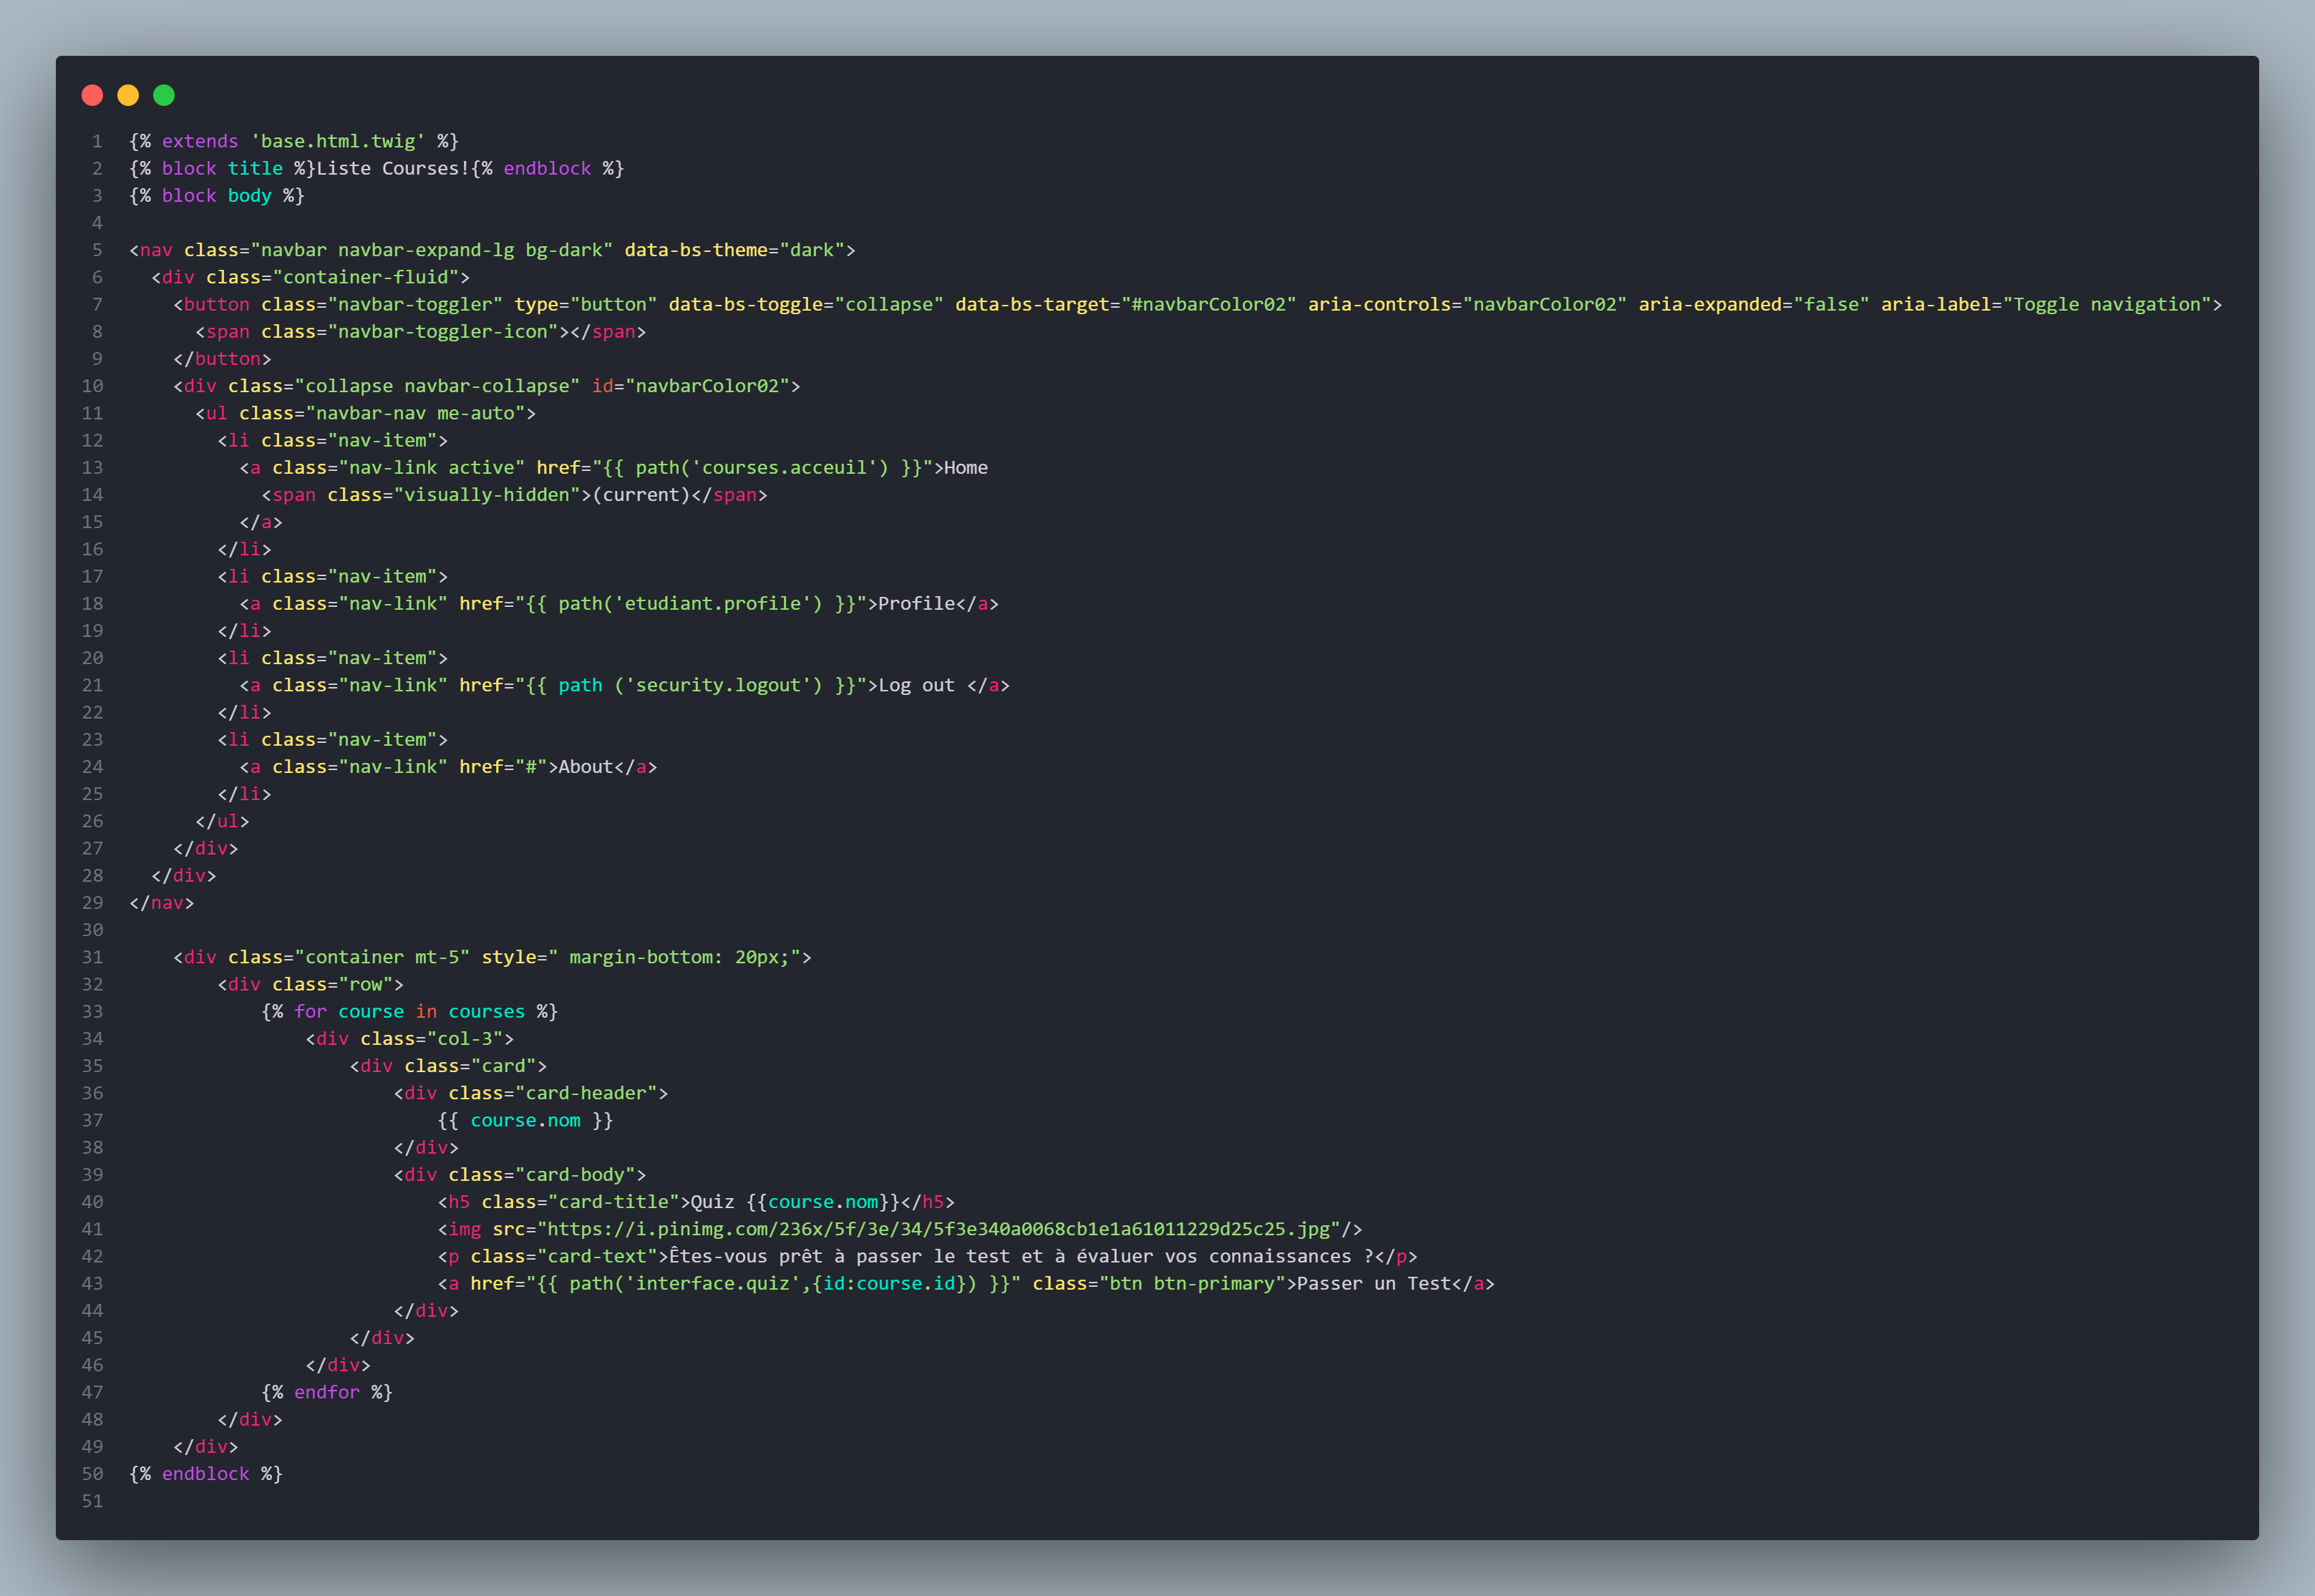 1 {% extends 'base.html.twig' %}
2 {% block title %}Liste Courses!{% endblock %}
3 {% block body %}
4
5 <nav class="navbar navbar-expand-lg bg-dark" data-bs-theme="dark">
6   <div class="container-fluid">
7     <button class="navbar-toggler" type="button" data-bs-toggle="collapse" data-bs-target="#navbarColor02" aria-controls="navbarColor02" aria-expanded="false" aria-label="Toggle navigation">
8       <span class="navbar-toggler-icon"></span>
9     </button>
10     <div class="collapse navbar-collapse" id="navbarColor02">
11       <ul class="navbar-nav me-auto">
12         <li class="nav-item">
13           <a class="nav-link active" href="{{ path('courses.acceuil') }}">Home
14             <span class="visually-hidden">(current)</span>
15           </a>
16         </li>
17         <li class="nav-item">
18           <a class="nav-link" href="{{ path('etudiant.profile') }}">Profile</a>
19         </li>
20         <li class="nav-item">
21           <a class="nav-link" href="{{ path ('security.logout') }}">Log out </a>
22         </li>
23         <li class="nav-item">
24           <a class="nav-link" href="#">About</a>
25         </li>
26       </ul>
27     </div>
28   </div>
29 </nav>
30
31     <div class="container mt-5" style=" margin-bottom: 20px;">
32         <div class="row">
33             {% for course in courses %}
34                 <div class="col-3">
35                     <div class="card">
36                         <div class="card-header">
37                             {{ course.nom }}
38                         </div>
39                         <div class="card-body">
40                             <h5 class="card-title">Quiz {{course.nom}}</h5>
41                             <img src="https://i.pinimg.com/236x/5f/3e/34/5f3e340a0068cb1e1a61011229d25c25.jpg"/>
42                             <p class="card-text">Êtes-vous prêt à passer le test et à évaluer vos connaissances ?</p>
43                             <a href="{{ path('interface.quiz',{id:course.id}) }}" class="btn btn-primary">Passer un Test</a>
44                         </div>
45                     </div>
46                 </div>
47             {% endfor %}
48         </div>
49     </div>
50 {% endblock %}
51